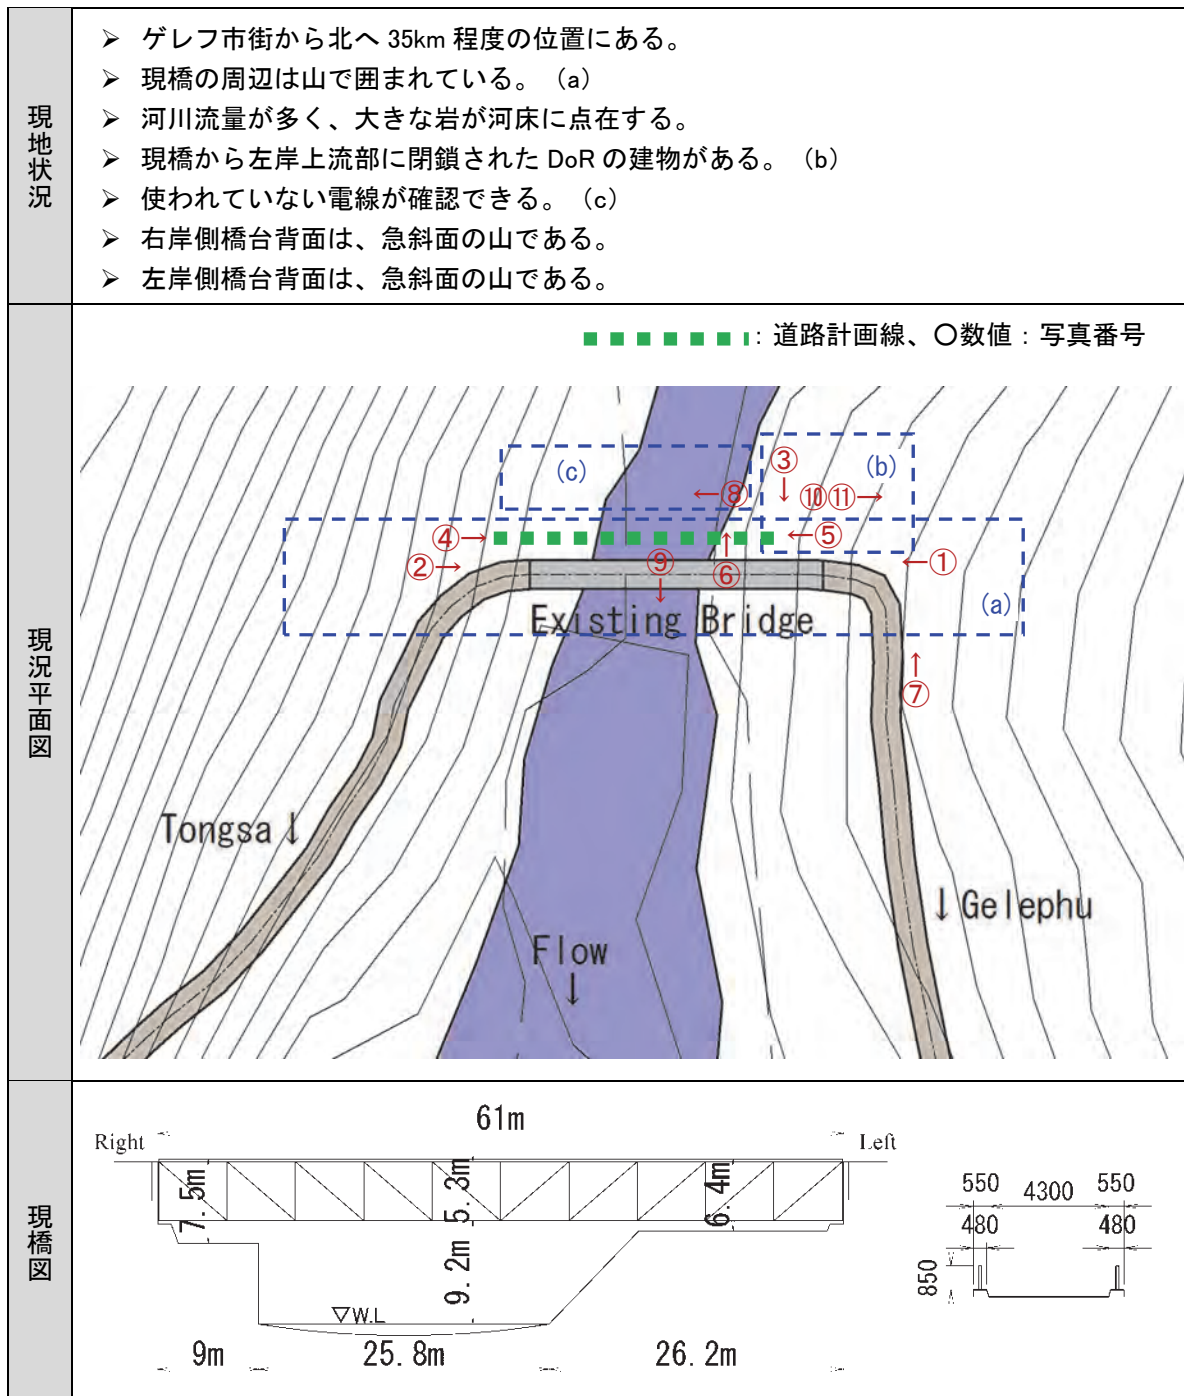 現地状況
➢ ゲレフ市街から北へ 35km 程度の位置にある。
➢ 現橋の周辺は山で囲まれている。 (a)
➢ 河川流量が多く、大きな岩が河床に点在する。
➢ 現橋から左岸上流部に閉鎖された DoR の建物がある。 (b)
➢ 使われていない電線が確認できる。 (c)
➢ 右岸側橋台背面は、急斜面の山である。
➢ 左岸側橋台背面は、急斜面の山である。
現況平面図
：道路計画線、○数値：写真番号
(c)
③
↓
(b)
←⑧
⑩⑪→
④→
←⑤
②→
⑨
↓
↑
⑥
←①
Existing Bridge
(a)
↑
⑦
Tongsa ↓
↓ Gelephu
Flow
↓
現橋図
61m
Right
Left
7.5m
5.3m
6.4m
9.2m
▽W.L
9m
25.8m
26.2m
550
4300
550
480
480
850